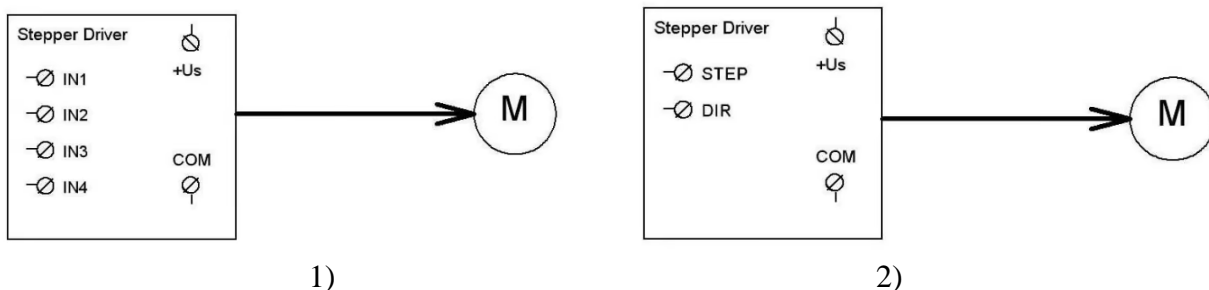 Stepper Driver
+Us
IN1
IN2
IN3
IN4
COM
M
1)
Stepper Driver
+Us
STEP
DIR
COM
M
2)